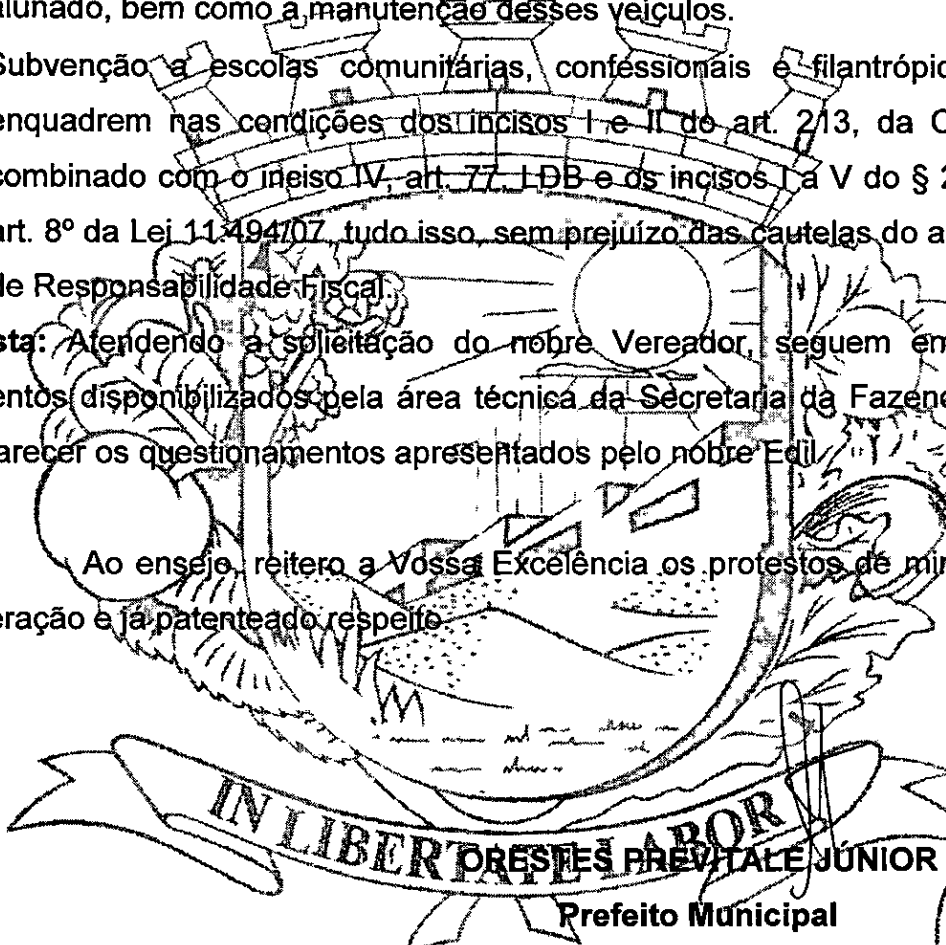 alunado, bem como a manutenção desses veículos.
Subvenção a escolas comunitárias, confessionais e filantrópic
enquadrem nas condições dos incisos I e II do art. 213, da C
combinado com o inciso IV, art. 77, LDB e os incisos I a V do § 2
art. 8º da Lei 11.494/07, tudo isso, sem prejuízo das cautelas do a
de Responsabilidade Fiscal.
sta: Atendendo a solicitação do nobre Vereador, seguem em
entos disponibilizados pela área técnica da Secretaria da Fazend
arecer os questionamentos apresentados pelo nobre Edil.
Ao ensejo, reitero a Vossa Excelência os protestos de min
eração e já patenteado respeito.
IN LIBERTATE LABOR
ORESTES PREVITALE JÚNIOR
Prefeito Municipal